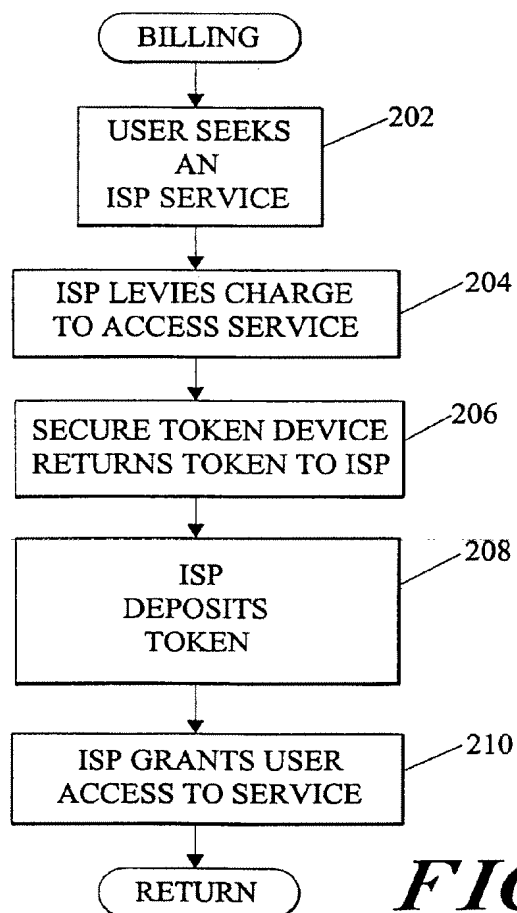 BILLING
USER SEEKS
AN
ISP SERVICE
202
ISP LEVIES CHARGE
TO ACCESS SERVICE
204
SECURE TOKEN DEVICE
RETURNS TOKEN TO ISP
206
ISP
DEPOSITS
TOKEN
208
ISP GRANTS USER
ACCESS TO SERVICE
210
RETURN